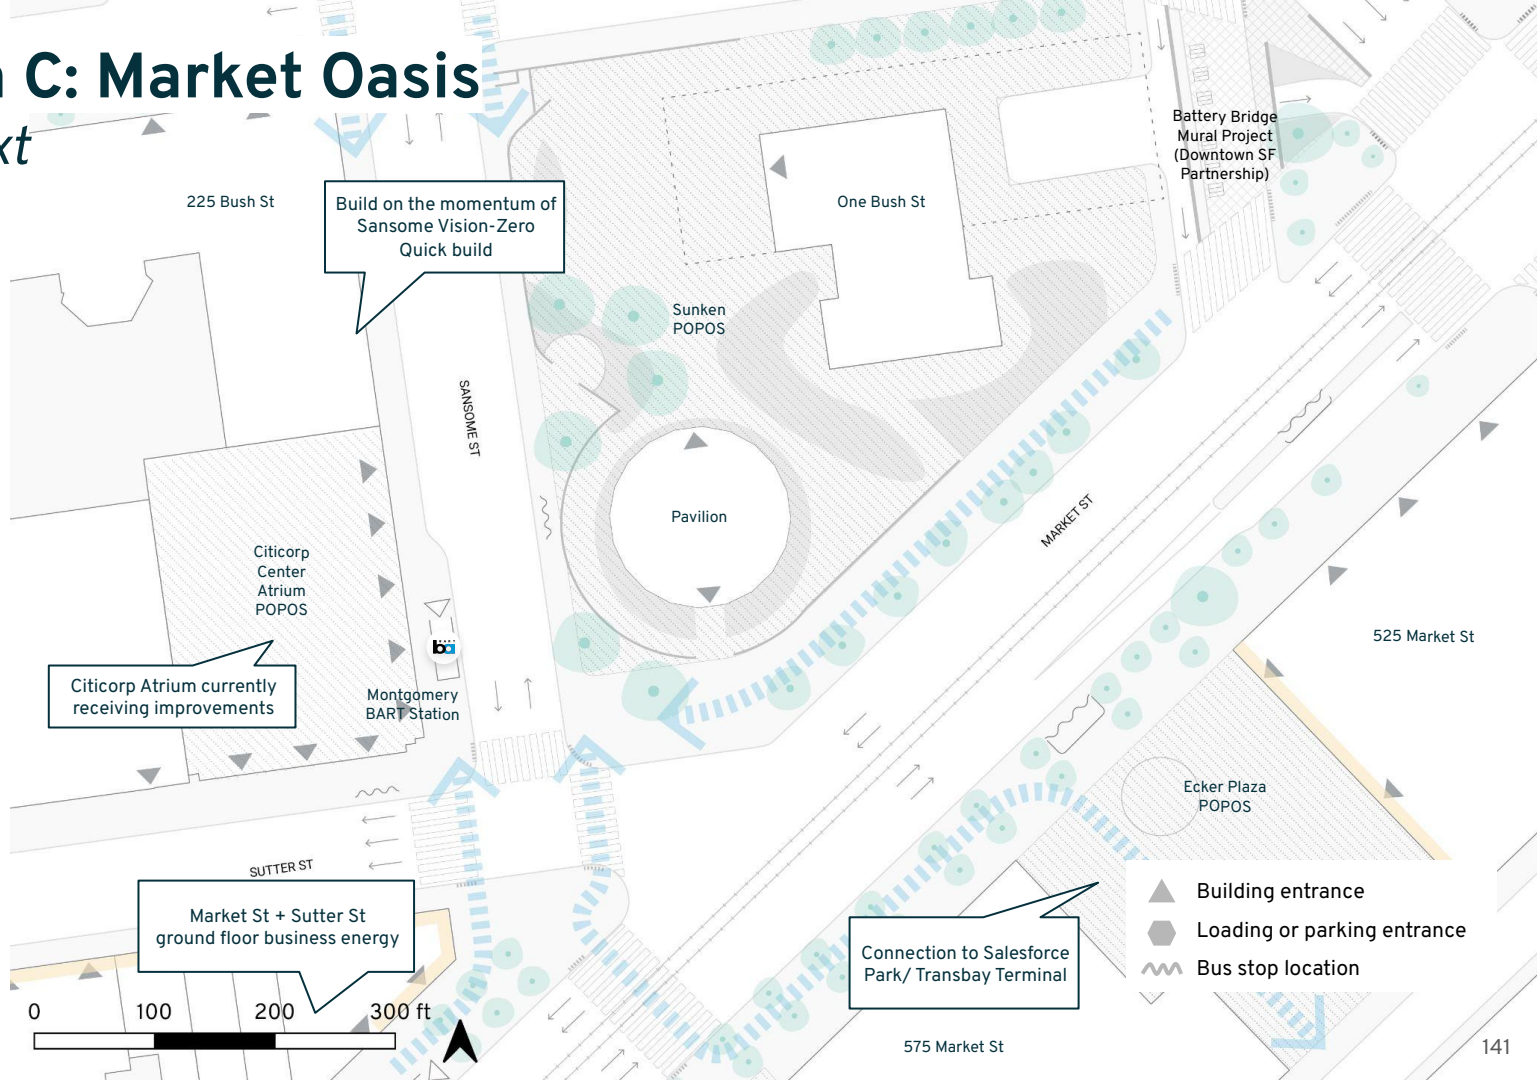 C: Market Oasis
xt
Battery Bridge
Mural Project
(Downtown SF
Partnership)
225 Bush St
Build on the momentum of
Sansome Vision-Zero
Quick build
One Bush St
Sunken
POPOS
SANSOME ST
Pavilion
MARKET ST
Citicorp
Center
Atrium
POPOS
ba
525 Market St
Citicorp Atrium currently
receiving improvements
Montgomery
BART Station
Ecker Plaza
POPOS
SUTTER ST
Market St + Sutter St
ground floor business energy
Connection to Salesforce
Park/ Transbay Terminal
Building entrance
Loading or parking entrance
Bus stop location
0 100 200 300 ft
575 Market St
141